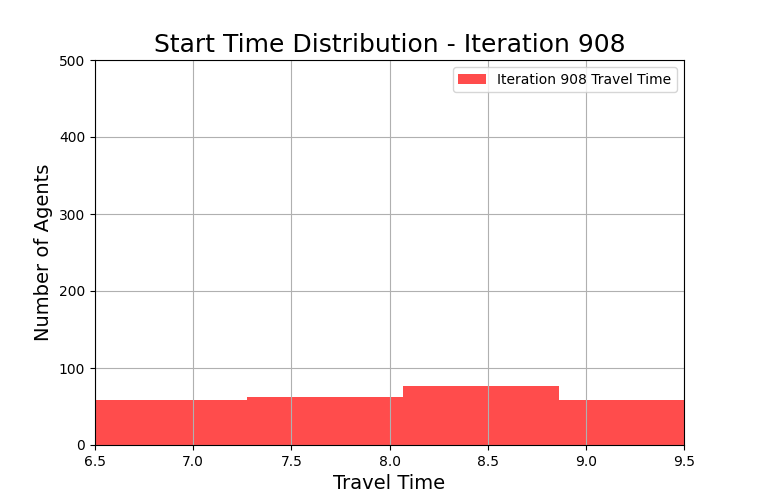 Start Time Distribution - Iteration 908
Iteration 908 Travel Time
Number of Agents
500
400
300
200
100
0
6.5 7.0 7.5 8.0 8.5 9.0 9.5
Travel Time